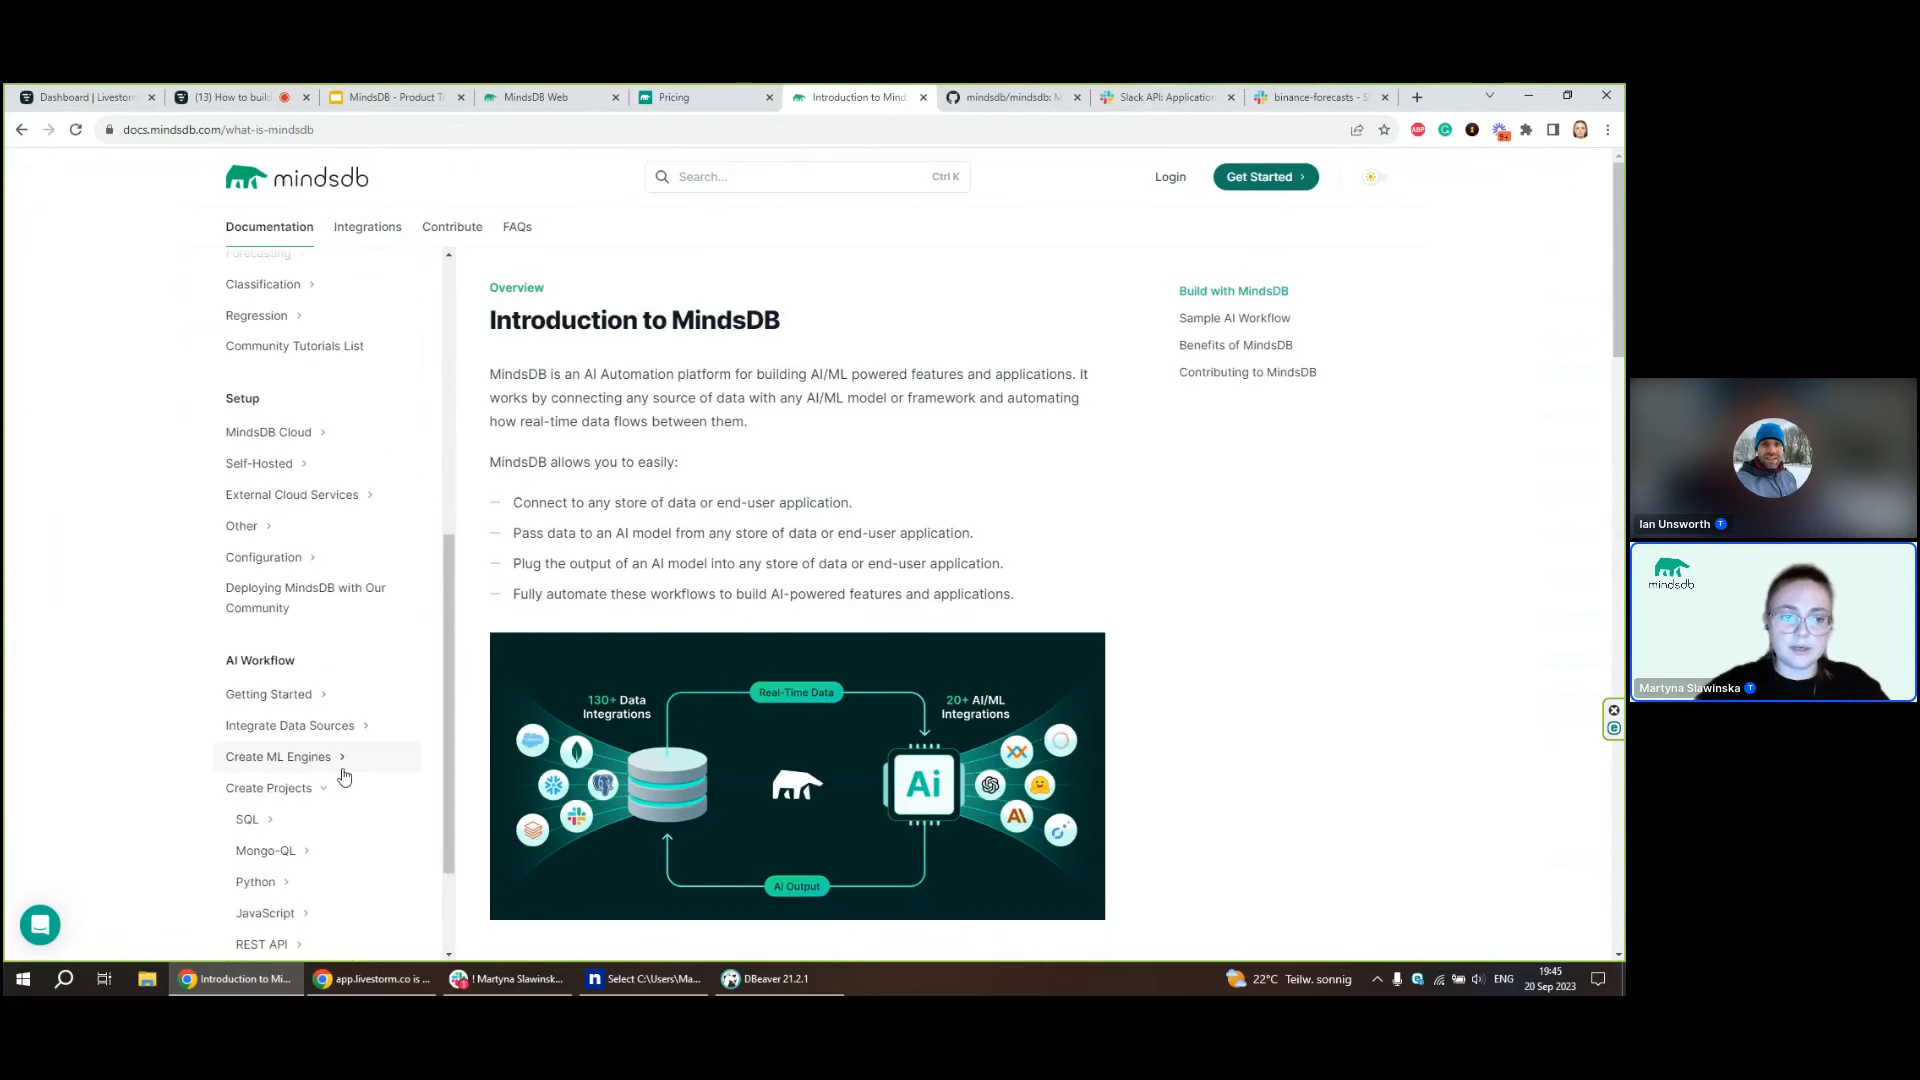 Dashboard | Livestorm
(13) How to build
MindsDB - Product T
MindsDB Web
Pricing
Introduction to Mind
mindsdb/mindsdb: M
Slack API: Application
binance-forecasts - S
docs.mindsdb.com/what-is-mindsdb
ABP
9+
mindsdb
Search...
Ctrl K
Login
Get Started
Documentation
Integrations
Contribute
FAQs
Forecasting
Classification
Regression
Community Tutorials List
Setup
MindsDB Cloud
Self-Hosted
External Cloud Services
Other
Configuration
Deploying MindsDB with Our
Community
AI Workflow
Getting Started
Integrate Data Sources
Create ML Engines
Create Projects
SQL
Mongo-QL
Python
JavaScript
REST API
Overview
Introduction to MindsDB
MindsDB is an AI Automation platform for building AI/ML powered features and applications. It
works by connecting any source of data with any AI/ML model or framework and automating
how real-time data flows between them.
MindsDB allows you to easily:
Connect to any store of data or end-user application.
Pass data to an AI model from any store of data or end-user application.
Plug the output of an AI model into any store of data or end-user application.
Fully automate these workflows to build AI-powered features and applications.
130+ Data
Integrations
Real-Time Data
20+ AI/ML
Integrations
Ai
Ai Output
Build with MindsDB
Sample AI Workflow
Benefits of MindsDB
Contributing to MindsDB
Ian Unsworth
mindsdb
Martyna Slawinska
Introduction to Mi...
app.livestorm.co is ...
! Martyna Slawinsk...
Select C:\Users\Ma...
DBeaver 21.2.1
22°C Teilw. sonnig
ENG
19:45
20 Sep 2023